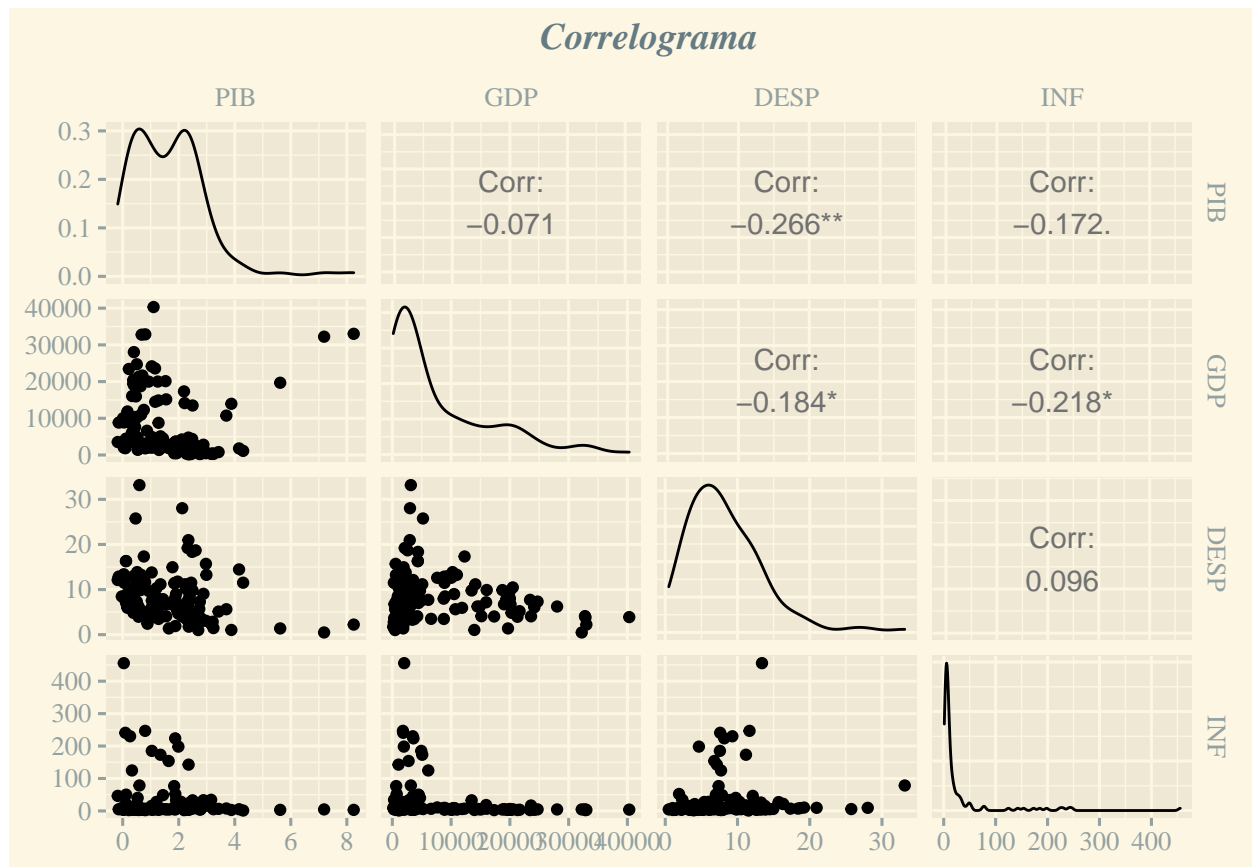 Correlograma
PIB GDP DESP INF
0.3
0.2
0.1
0.0
Corr:
−0.071
Corr:
−0.266**
Corr:
−0.172.
PIB
40000
30000
20000
10000
0
Corr:
−0.184*
Corr:
−0.218*
GDP
30
20
10
0
Corr:
0.096
DESP
400
300
200
100
0
INF
0 2 4 6 8
0 10000 20000 30000 40000
0 10 20 30
0 100 200 300 400